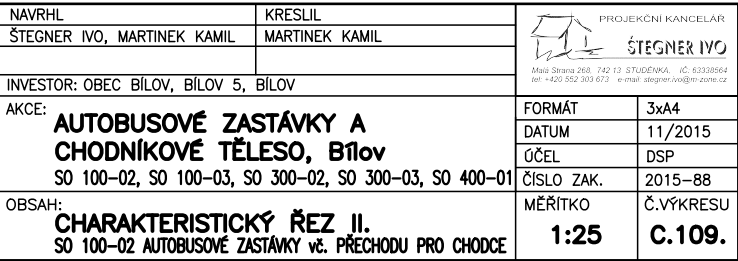 NAVRHL
KRESLIL
ŠTEGNER IVO, MARTINEK KAMIL
MARTINEK KAMIL
INVESTOR: OBEC BÍLOV, BÍLOV 5, BÍLOV
PROJEKČNÍ KANCELÁŘ
ŠTEGNER IVO
Malá Strana 268, 742 13 STUDÉNKA, IČ: 63338564
tel: +420 552 303 673 e-mail: stegner.ivo@m-zone.cz
AKCE:
AUTOBUSOVÉ ZASTÁVKY A
CHODNÍKOVÉ TĚLESO, Bílov
SO 100-02, SO 100-03, SO 300-02, SO 300-03, SO 400-01
FORMÁT 3xA4
DATUM 11/2015
ÚČEL DSP
ČÍSLO ZAK. 2015-88
OBSAH:
CHARAKTERISTICKÝ ŘEZ II.
SO 100-02 AUTOBUSOVÉ ZASTÁVKY vč. PŘECHODU PRO CHODCE
MĚŘÍTKO
1:25
Č.VÝKRESU
C.109.